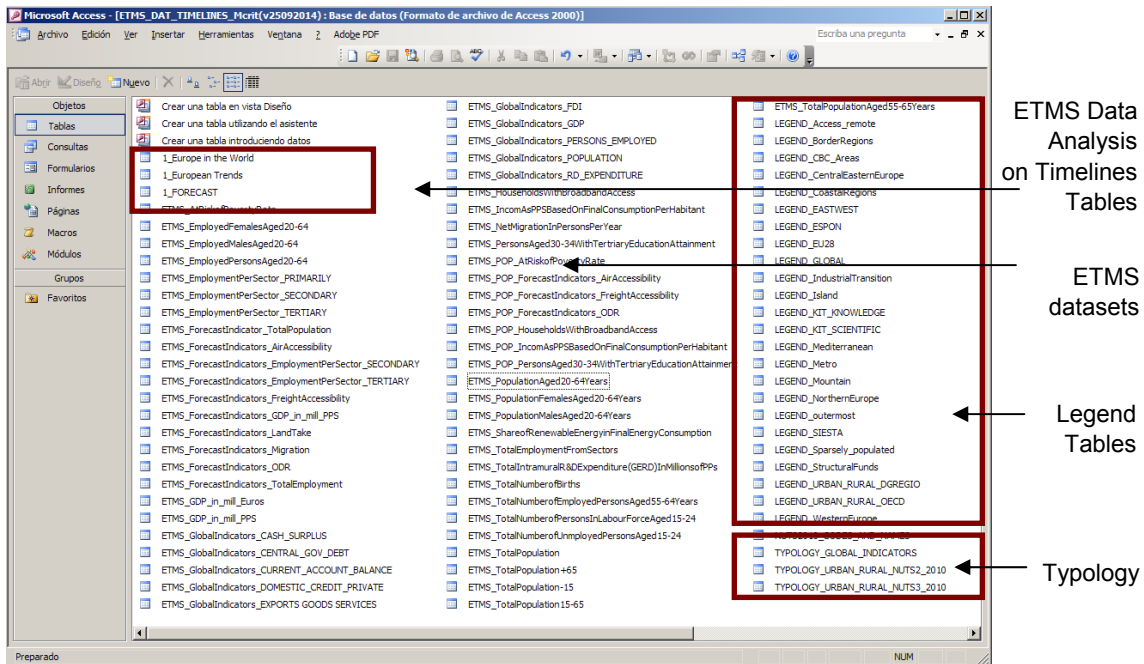 Microsoft Access - [ETMS_DAT_TIMELINES_Mcrit(v25092014) : Base de datos (Formato de archivo de Access 2000)]
Archivo Edición Ver Insertar Herramientas Ventana ? Adobe PDF Escriba una pregunta
Abrir Diseño Nuevo
Objetos
Tablas
Consultas
Formularios
Informes
Páginas
Macros
Módulos
Grupos
Favoritos
Crear una tabla en vista Diseño
Crear una tabla utilizando el asistente
Crear una tabla introduciendo datos
1_Europe in the World
1_European Trends
1_FORECAST
ETMS_AtRiskofPovertyRate
ETMS_EmployedFemalesAged20-64
ETMS_EmployedMalesAged20-64
ETMS_EmployedPersonsAged20-64
ETMS_EmploymentPerSector_PRIMARILY
ETMS_EmploymentPerSector_SECONDARY
ETMS_EmploymentPerSector_TERTIARY
ETMS_ForecastIndicator_TotalPopulation
ETMS_ForecastIndicators_AirAccessibility
ETMS_ForecastIndicators_EmploymentPerSector_SECONDARY
ETMS_ForecastIndicators_EmploymentPerSector_TERTIARY
ETMS_ForecastIndicators_FreightAccessibility
ETMS_ForecastIndicators_GDP_in_mill_PPS
ETMS_ForecastIndicators_LandTake
ETMS_ForecastIndicators_Migration
ETMS_ForecastIndicators_ODR
ETMS_ForecastIndicators_TotalEmployment
ETMS_GDP_in_mill_Euros
ETMS_GDP_in_mill_PPS
ETMS_GlobalIndicators_CASH_SURPLUS
ETMS_GlobalIndicators_CENTRAL_GOV_DEBT
ETMS_GlobalIndicators_CURRENT_ACCOUNT_BALANCE
ETMS_GlobalIndicators_DOMESTIC_CREDIT_PRIVATE
ETMS_GlobalIndicators_EXPORTS GOODS SERVICES
ETMS_GlobalIndicators_FDI
ETMS_GlobalIndicators_GDP
ETMS_GlobalIndicators_PERSONS_EMPLOYED
ETMS_GlobalIndicators_POPULATION
ETMS_GlobalIndicators_RD_EXPENDITURE
ETMS_HouseholdsWithBroadbandAccess
ETMS_IncomAsPPSBasedOnFinalConsumptionPerHabitant
ETMS_NetMigrationInPersonsPerYear
ETMS_PersonsAged30-34WithTertriaryEducationAttainment
ETMS_POP_AtRiskofPovertyRate
ETMS_POP_ForecastIndicators_AirAccessibility
ETMS_POP_ForecastIndicators_FreightAccessibility
ETMS_POP_ForecastIndicators_ODR
ETMS_POP_HouseholdsWithBroadbandAccess
ETMS_POP_IncomAsPPSBasedOnFinalConsumptionPerHabitant
ETMS_POP_PersonsAged30-34WithTertriaryEducationAttainmen
ETMS_PopulationAged20-64Years
ETMS_PopulationFemalesAged20-64Years
ETMS_PopulationMalesAged20-64Years
ETMS_ShareofRenewableEnergyinFinalEnergyConsumption
ETMS_TotalEmploymentFromSectors
ETMS_TotalIntramuralR&DExpenditure(GERD)InMillionsofPPs
ETMS_TotalNumberofBirths
ETMS_TotalNumberofEmployedPersonsAged55-64Years
ETMS_TotalNumberofPersonsInLabourForceAged15-24
ETMS_TotalNumberofUnmployedPersonsAged15-24
ETMS_TotalPopulation
ETMS_TotalPopulation+65
ETMS_TotalPopulation-15
ETMS_TotalPopulation15-65
ETMS_TotalPopulationAged55-65Years
LEGEND_Access_remote
LEGEND_BorderRegions
LEGEND_CBC_Areas
LEGEND_CentralEasternEurope
LEGEND_CoastalRegions
LEGEND_EASTWEST
LEGEND_ESPON
LEGEND_EU28
LEGEND_GLOBAL
LEGEND_IndustrialTransition
LEGEND_Island
LEGEND_KIT_KNOWLEDGE
LEGEND_KIT_SCIENTIFIC
LEGEND_Mediterranean
LEGEND_Metro
LEGEND_Mountain
LEGEND_NorthernEurope
LEGEND_outermost
LEGEND_SIESTA
LEGEND_Sparsely_populated
LEGEND_StructuralFunds
LEGEND_URBAN_RURAL_DGREGIO
LEGEND_URBAN_RURAL_OECD
LEGEND_WesternEurope
TYPOLOGY_GLOBAL_INDICATORS
TYPOLOGY_URBAN_RURAL_NUTS2_2010
TYPOLOGY_URBAN_RURAL_NUTS3_2010
Preparado NUM
ETMS Data
Analysis
on Timelines
Tables
ETMS
datasets
Legend
Tables
Typology